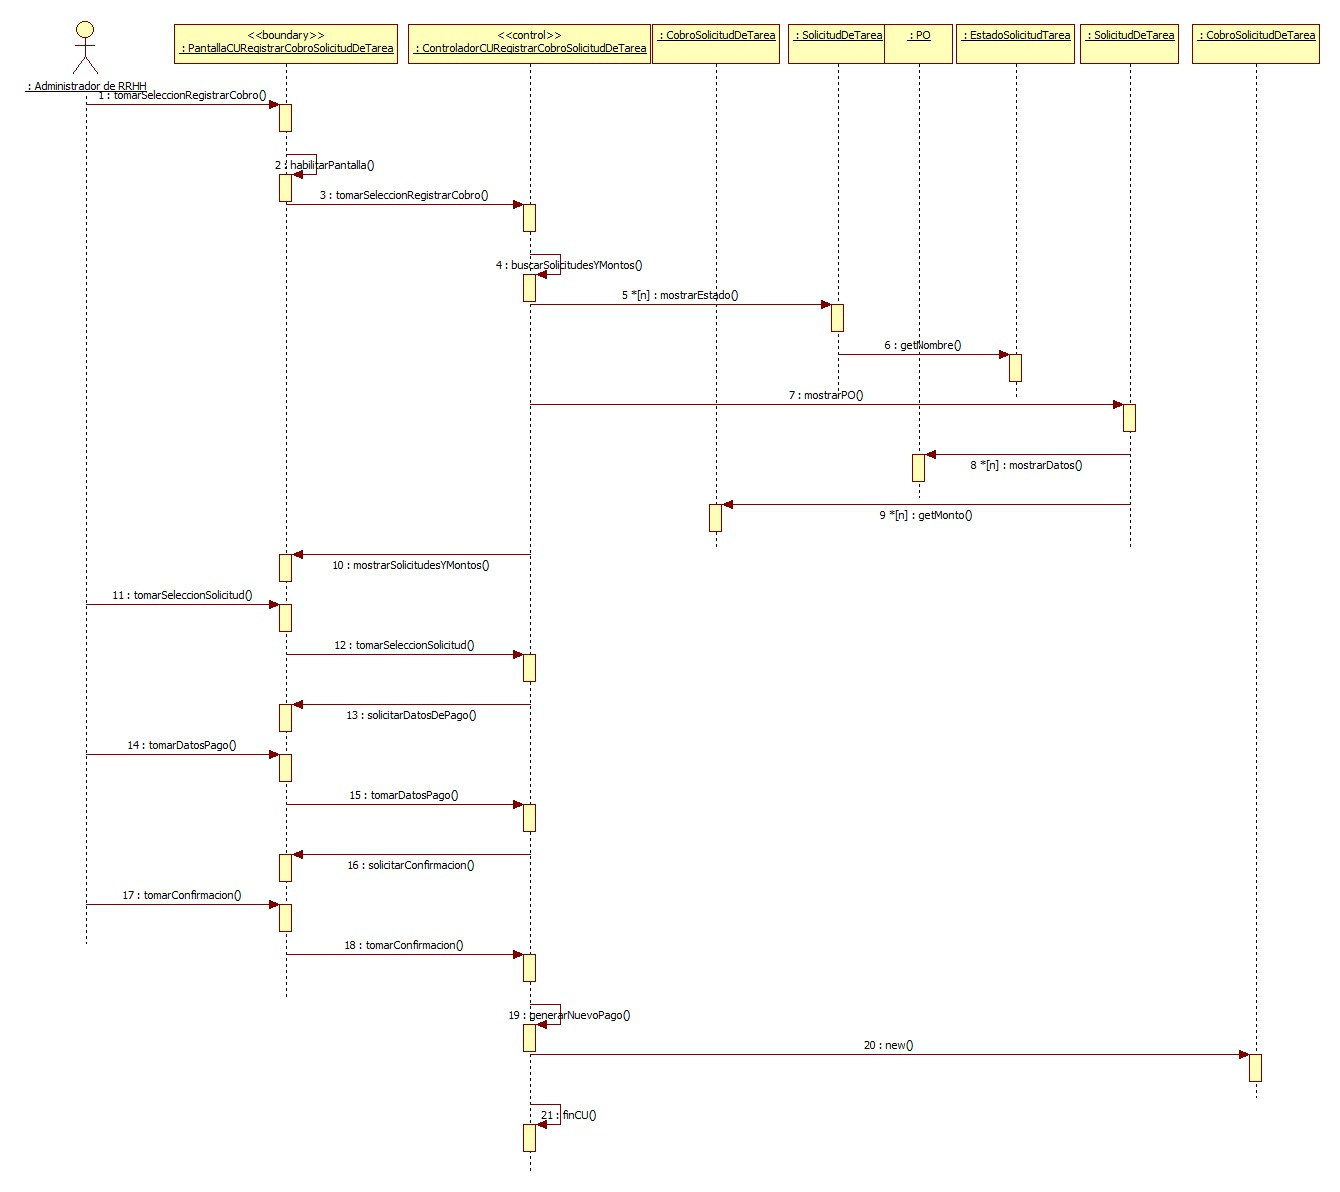 <<boundary>>
: PantallaCURegistrarCobroSolicitudDeTarea
<<control>>
: ControladorCURegistrarCobroSolicitudDeTarea
: CobroSolicitudDeTarea
: SolicitudDeTarea
: PO
: EstadoSolicitudTarea
: SolicitudDeTarea
: CobroSolicitudDeTarea
: Administrador de RRHH
1 : tomarSeleccionRegistrarCobro()
2 : habilitarPantalla()
3 : tomarSeleccionRegistrarCobro()
4 : buscarSolicitudesYMontos()
5 *[n] : mostrarEstado()
6 : getNombre()
7 : mostrarPO()
8 *[n] : mostrarDatos()
9 *[n] : getMonto()
10 : mostrarSolicitudesYMontos()
11 : tomarSeleccionSolicitud()
12 : tomarSeleccionSolicitud()
13 : solicitarDatosDePago()
14 : tomarDatosPago()
15 : tomarDatosPago()
16 : solicitarConfirmacion()
17 : tomarConfirmacion()
18 : tomarConfirmacion()
19 : generarNuevoPago()
20 : new()
21 : finCU()